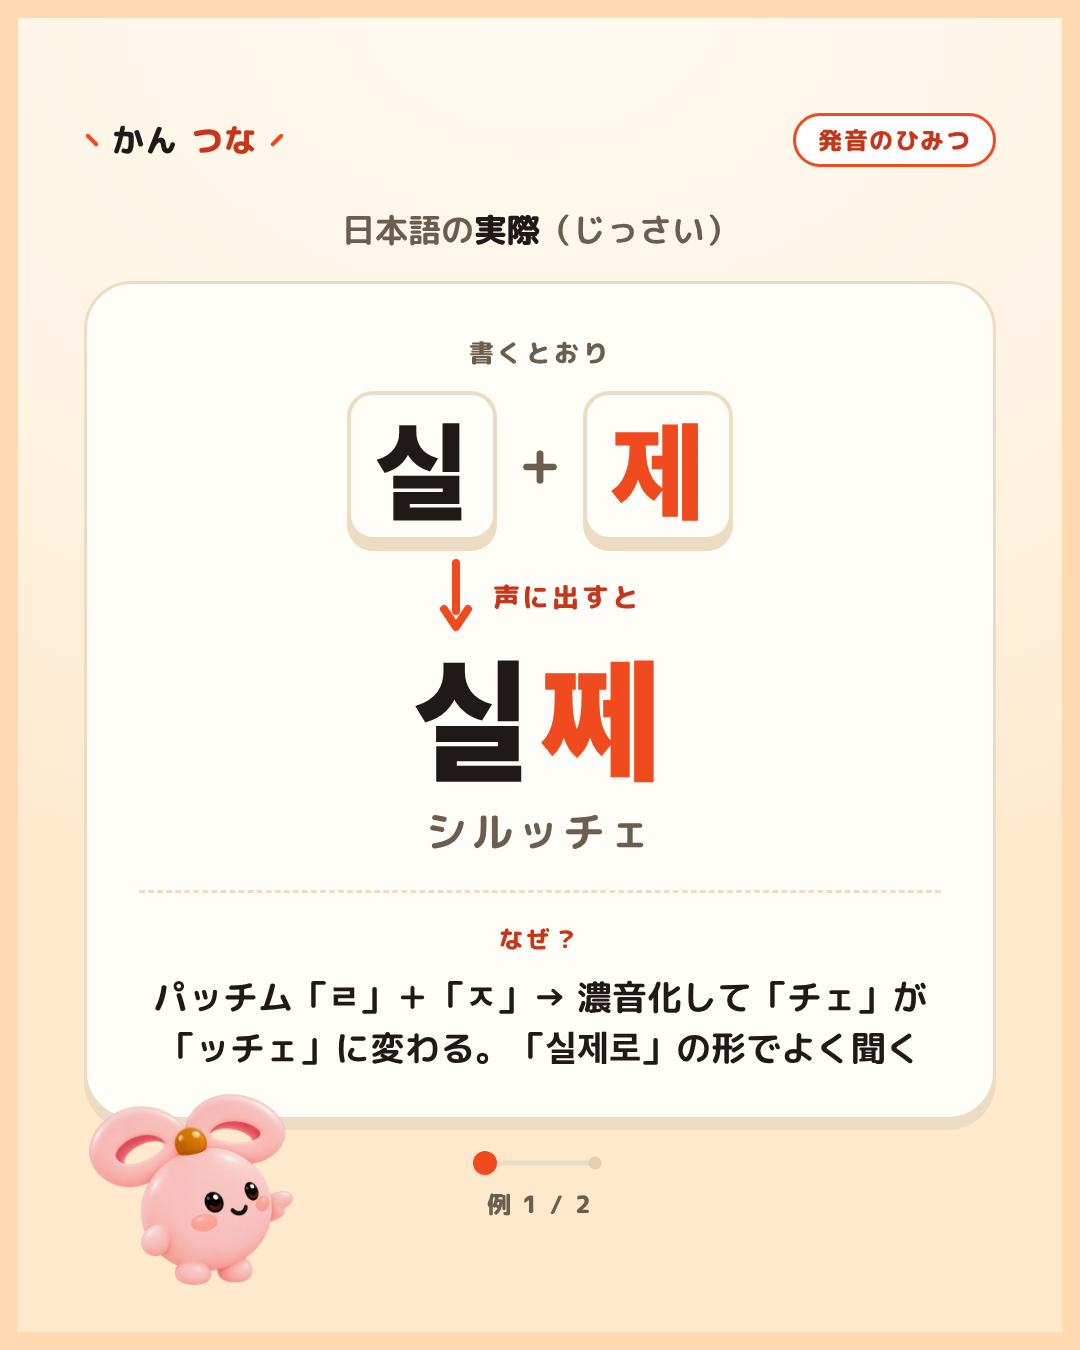 かん つな
発音のひみつ
日本語の実際（じっさい）
書くとおり
실 + 제
声に出すと
실쩨
シルッチェ
なぜ？
パッチム「ㄹ」＋「ㅈ」→ 濃音化して「チェ」が
「ッチェ」に変わる。「실제로」の形でよく聞く
例 1 / 2